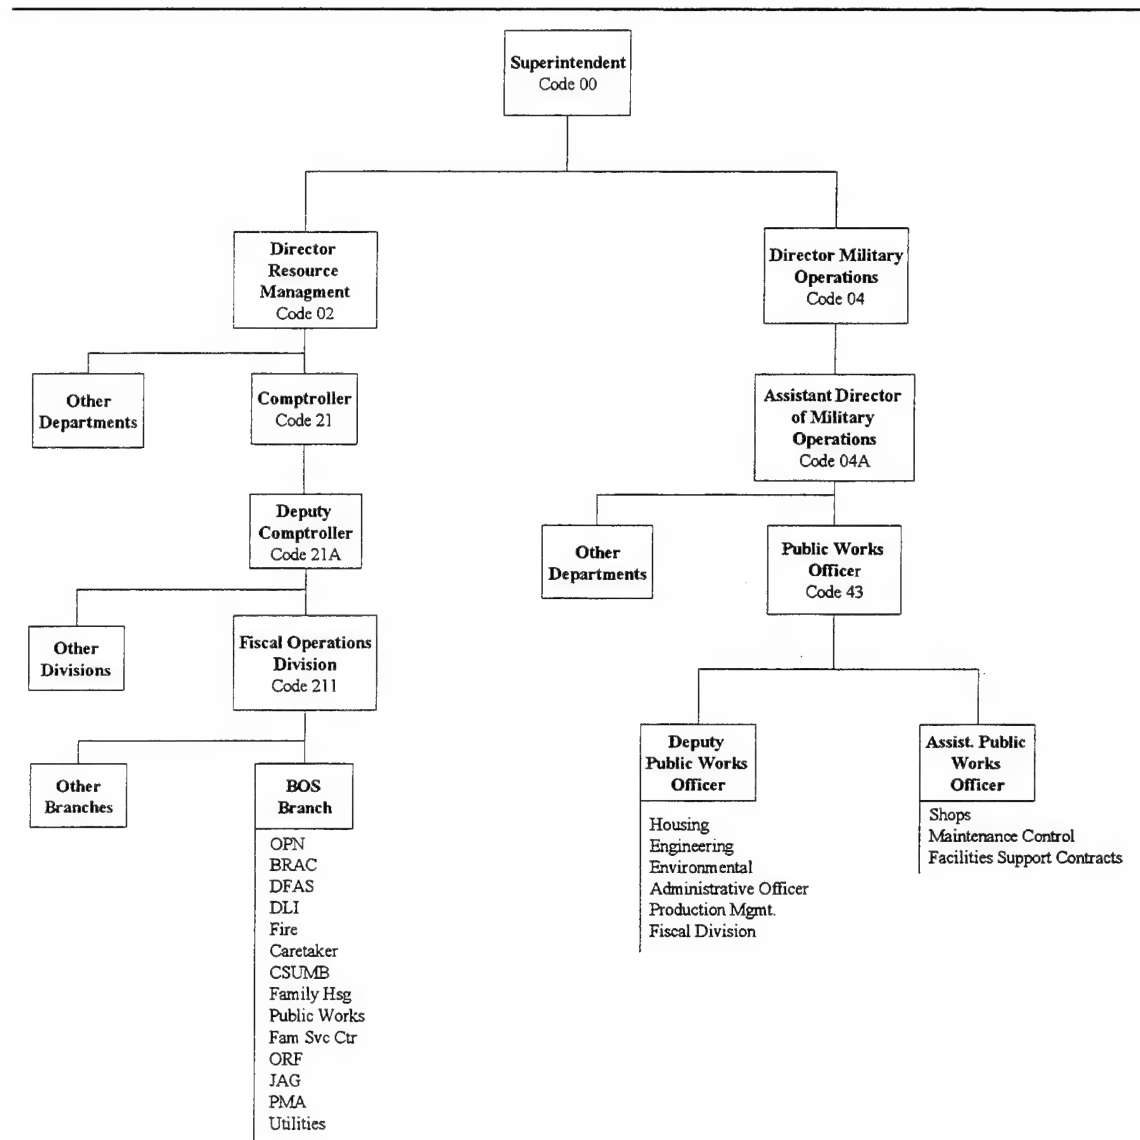 Superintendent
Code 00
Director
Resource
Managment
Code 02
Director Military
Operations
Code 04
Other
Departments
Comptroller
Code 21
Assistant Director
of Military
Operations
Code 04A
Deputy
Comptroller
Code 21A
Other
Departments
Public Works
Officer
Code 43
Other
Divisions
Fiscal Operations
Division
Code 211
Deputy
Public Works
Officer
Housing
Engineering
Environmental
Administrative Officer
Production Mgmt.
Fiscal Division
Assist. Public
Works
Officer
Shops
Maintenance Control
Facilities Support Contracts
Other
Branches
BOS
Branch
OPN
BRAC
DFAS
DLI
Fire
Caretaker
CSUMB
Family Hsg
Public Works
Fam Svc Ctr
ORF
JAG
PMA
Utilities